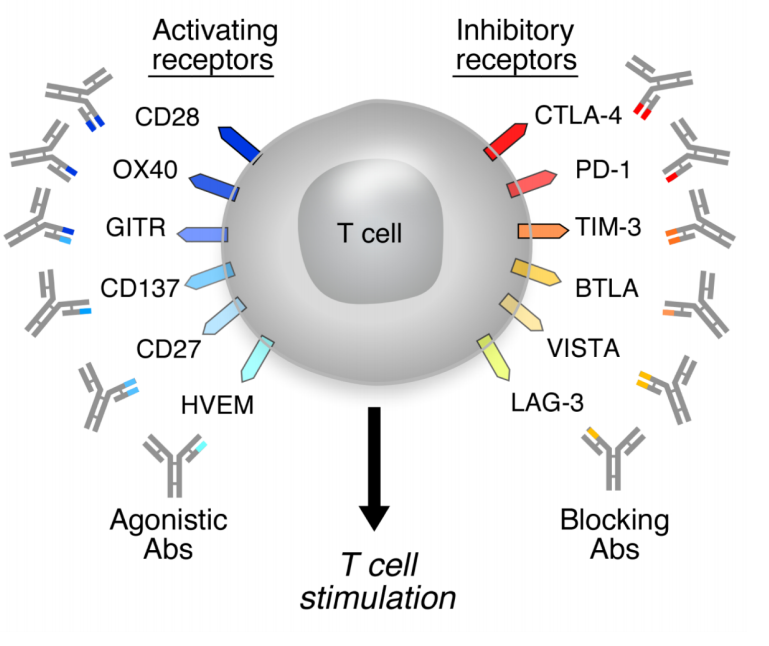 Activating
receptors
Inhibitory
receptors
CD28
OX40
GITR
CD137
CD27
HVEM
T cell
CTLA-4
PD-1
TIM-3
BTLA
VISTA
LAG-3
Agonistic
Abs
Blocking
Abs
T cell
stimulation